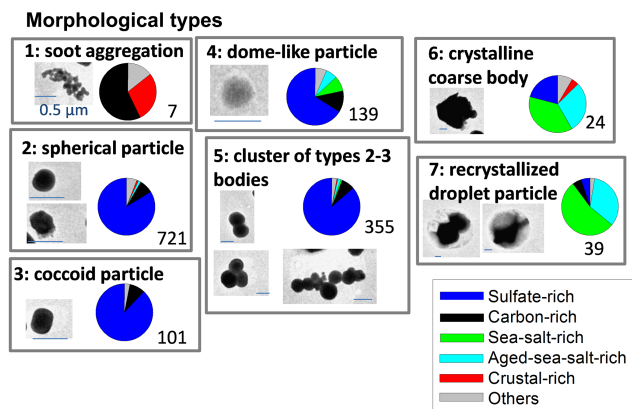 Morphological types
1: soot aggregation
0.5 µm
7
2: spherical particle
721
3: coccoid particle
101
4: dome-like particle
139
5: cluster of types 2-3
bodies
355
6: crystalline
coarse body
24
7: recrystallized
droplet particle
39
Sulfate-rich
Carbon-rich
Sea-salt-rich
Aged-sea-salt-rich
Crustal-rich
Others